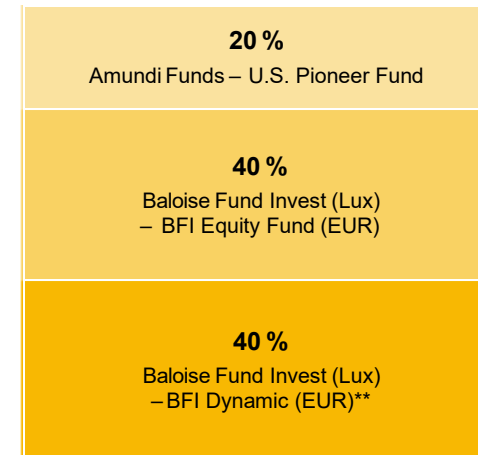 20 %
Amundi Funds – U.S. Pioneer Fund
40 %
Baloise Fund Invest (Lux)
– BFI Equity Fund (EUR)
40 %
Baloise Fund Invest (Lux)
– BFI Dynamic (EUR)**